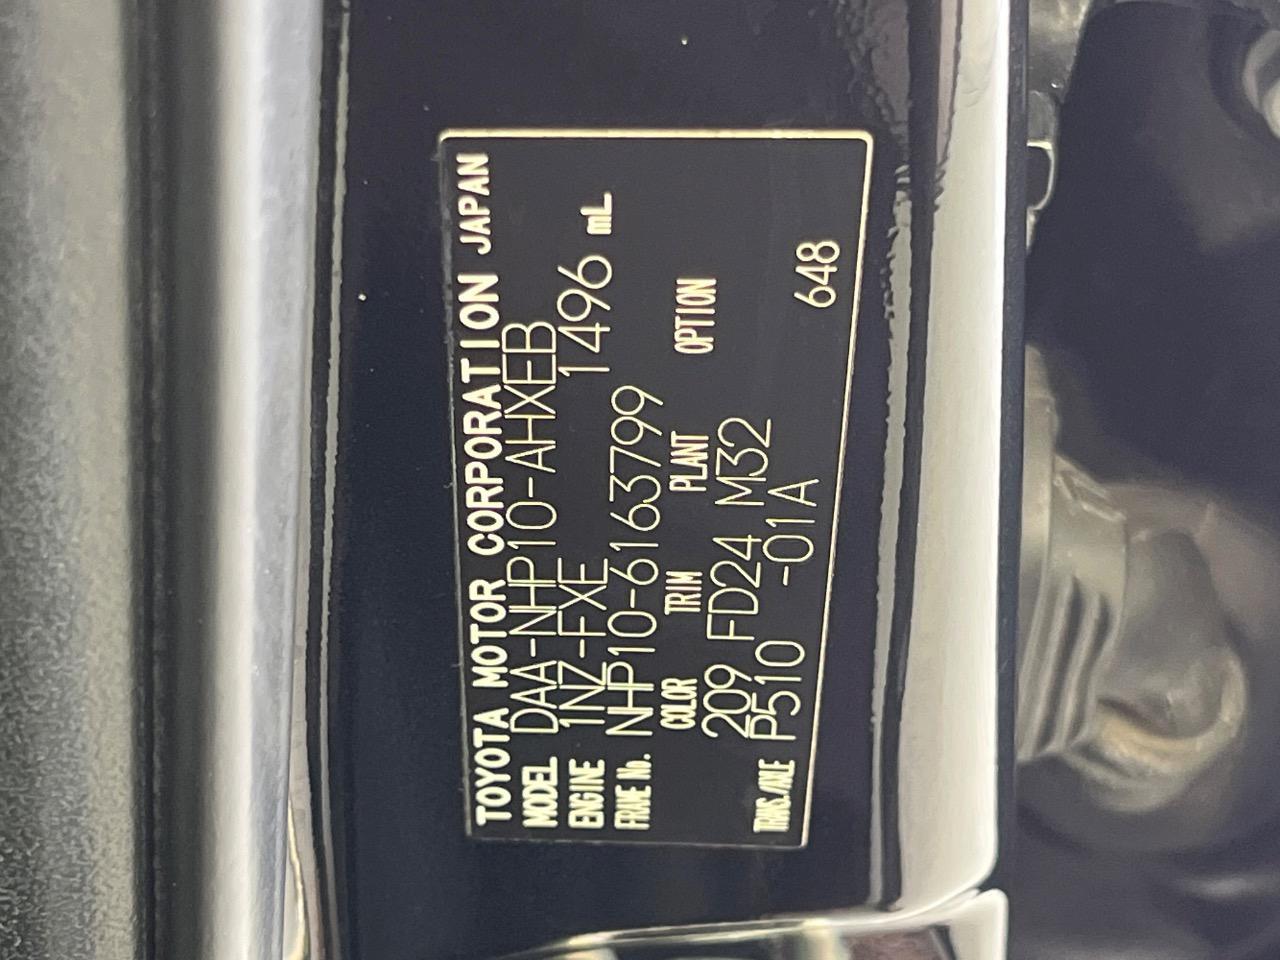 TOYOTA MOTOR CORPORATION JAPAN
MODEL DAA-NHP10-AHXEB
ENGINE 1NZ-FXE 1496 mL
FRAME No. NHP10-6163799
COLOR TRIM PLANT OPTION
209 FD24 M32
TRANS./AXLE P510 -01A 648